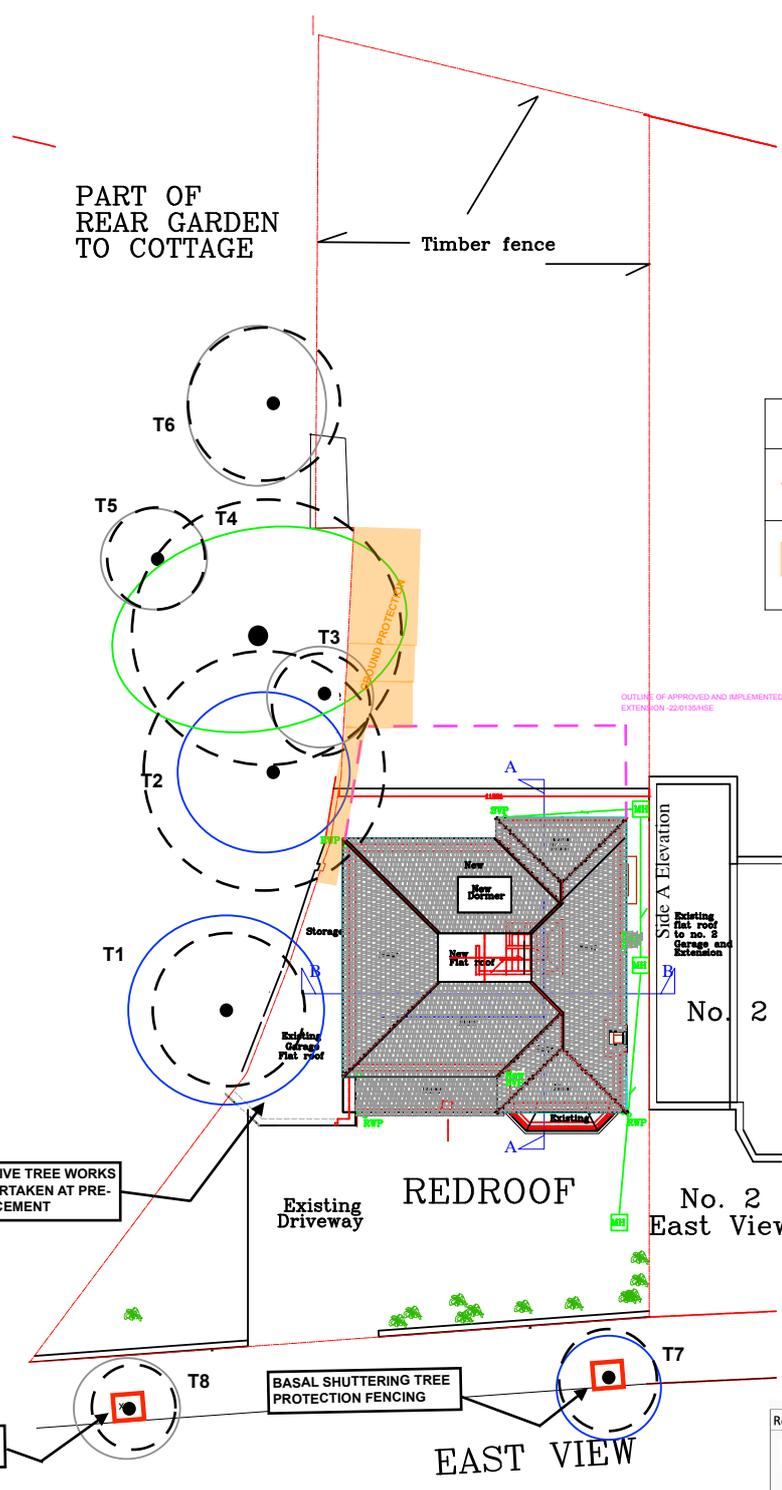 PART OF
REAR GARDEN
TO COTTAGE
Timber fence
T6
T5
T4
GROUND PROTECTION
T3
OUTLINE OF APPROVED AND IMPLEMENTED
EXTENSION -22/0135/HSE
T2
A
SVP
MH
RWP
Side A Elevation
New
New
Dormer
Storage
Existing
flat roof
to no. 2
Garage and
Extension
T1
New
Flat roof
MH
B
B
No. 2
Existing
Garage
Flat roof
New
SVP
RWP
Existing
RWP
A
IVE TREE WORKS
RTAKEN AT PRE-
CEMENT
REDROOF
Existing
Driveway
No. 2
East View
MH
T8
T7
BASAL SHUTTERING TREE
PROTECTION FENCING
EAST VIEW